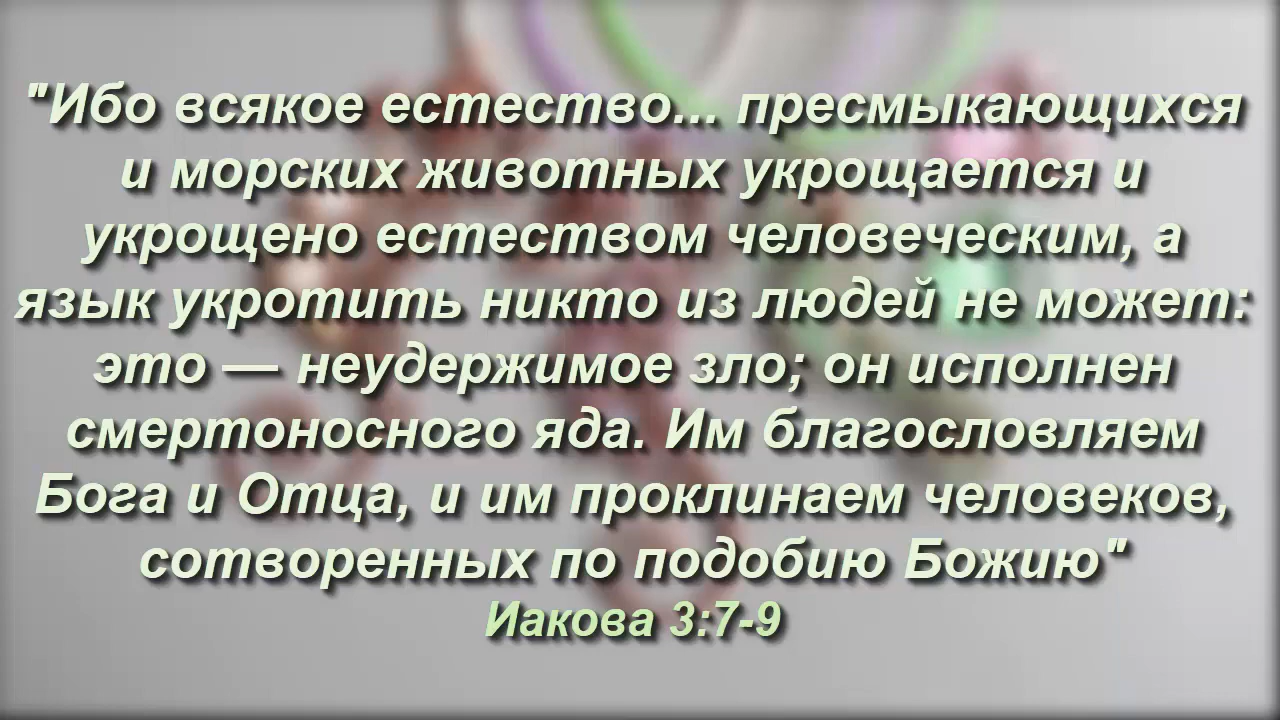 "Ибо всякое естество... пресмыкающихся
и морских животных укрощается и
укрощено естеством человеческим, а
язык укротить никто из людей не может:
это — неудержимое зло; он исполнен
смертоносного яда. Им благословляем
Бога и Отца, и им проклинаем человеков,
сотворенных по подобию Божию"
Иакова 3:7-9